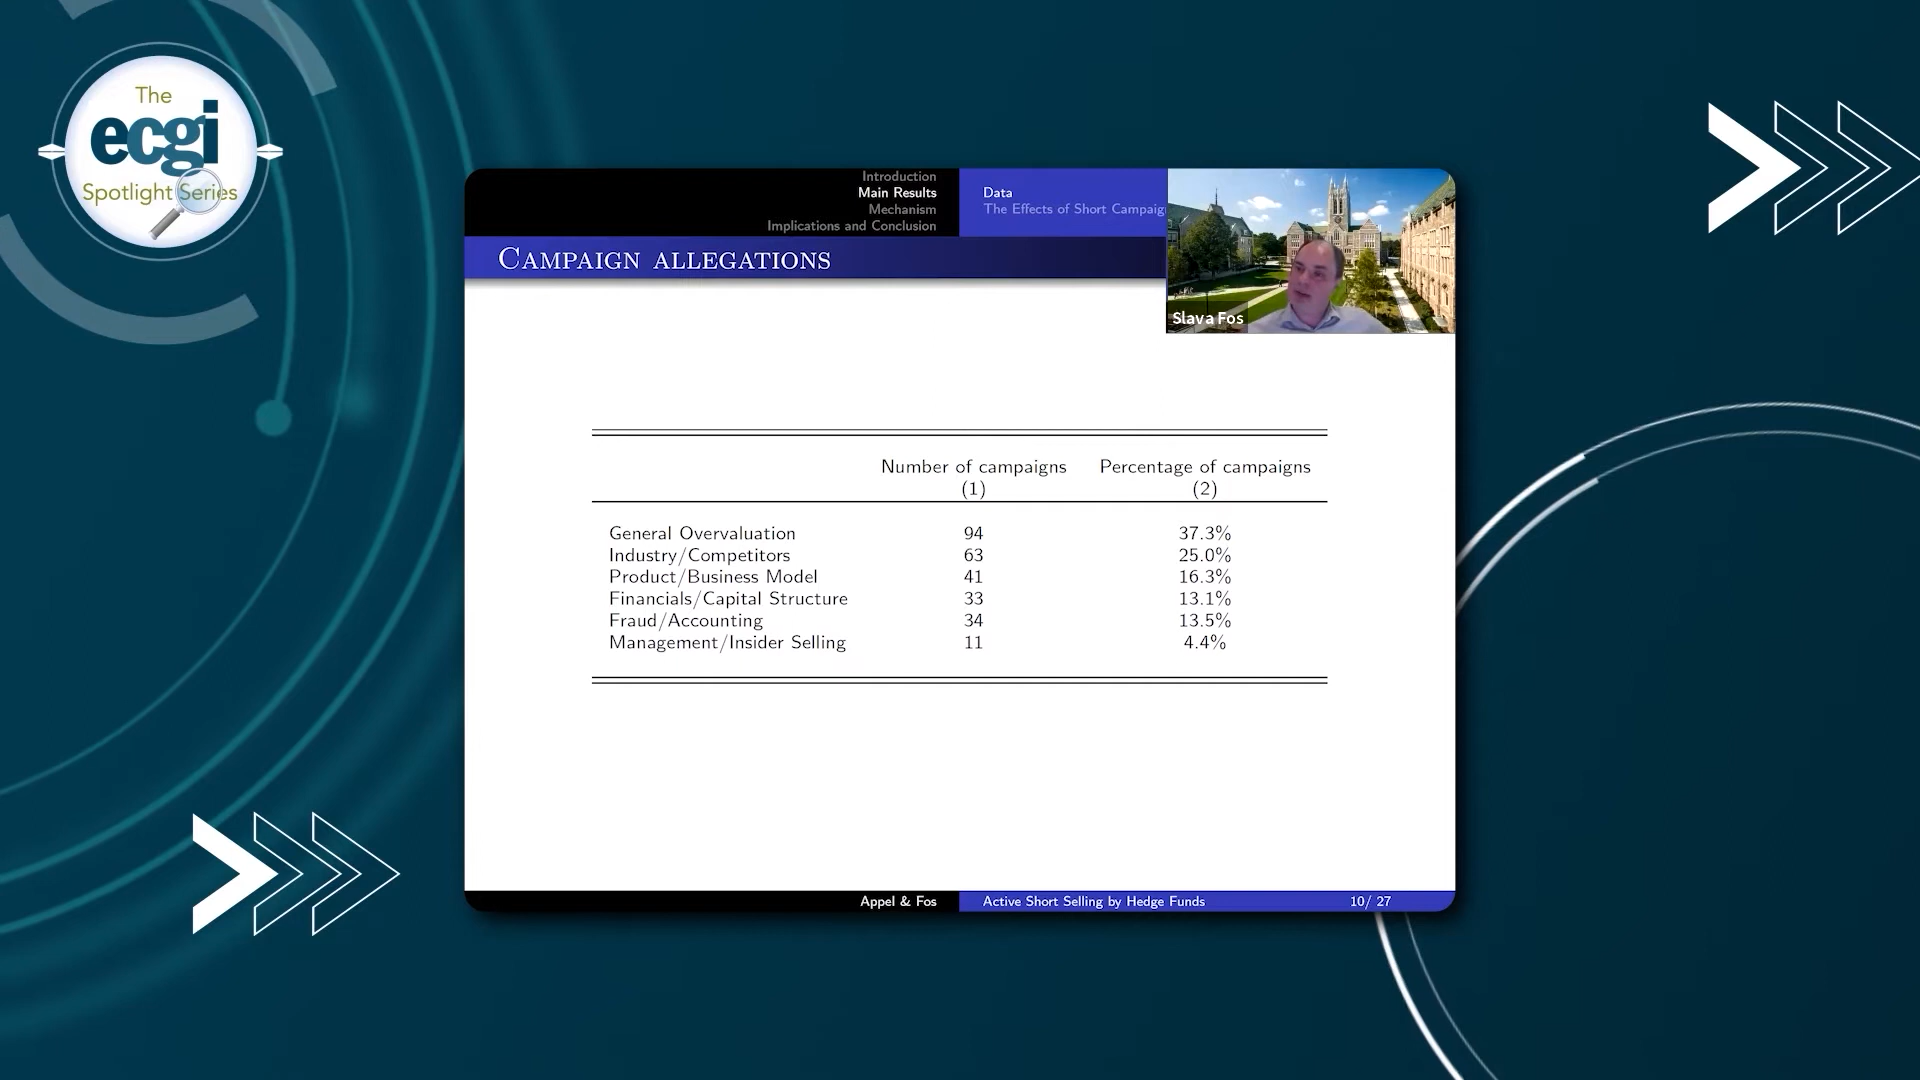 The
ecgi
Spotlight Series
Introduction
Main Results
Mechanism
Implications and Conclusion
Data
The Effects of Short Campaig
CAMPAIGN ALLEGATIONS
Slava Fos
Number of campaigns Percentage of campaigns
(1) (2)
General Overvaluation 94 37.3%
Industry/Competitors 63 25.0%
Product/Business Model 41 16.3%
Financials/Capital Structure 33 13.1%
Fraud/Accounting 34 13.5%
Management/Insider Selling 11 4.4%
Appel & Fos Active Short Selling by Hedge Funds 10/ 27